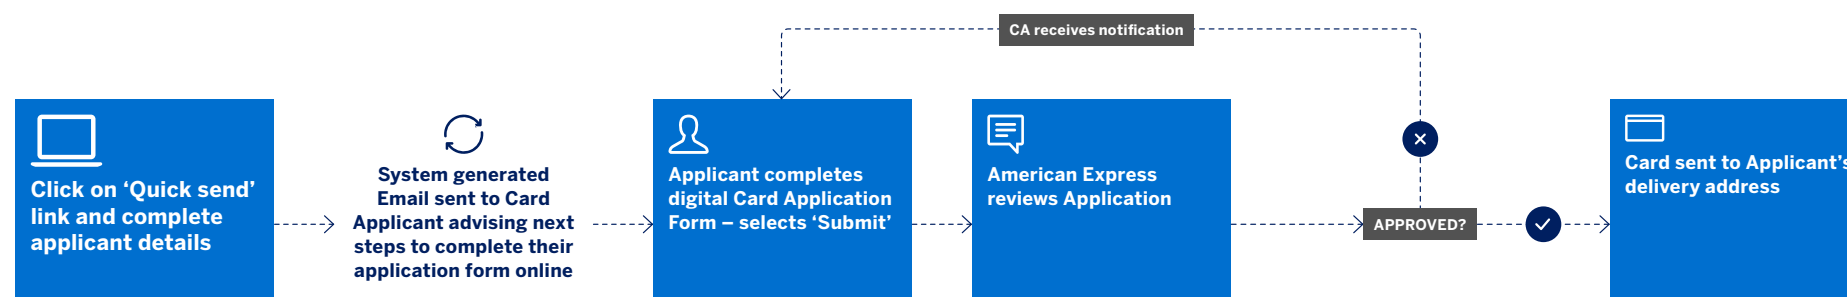 CA receives notification
Click on ‘Quick send’
link and complete
applicant details
System generated
Email sent to Card
Applicant advising next
steps to complete their
application form online
Applicant completes
digital Card Application
Form – selects ‘Submit’
American Express
reviews Application
APPROVED?
Card sent to Applicant’s
delivery address